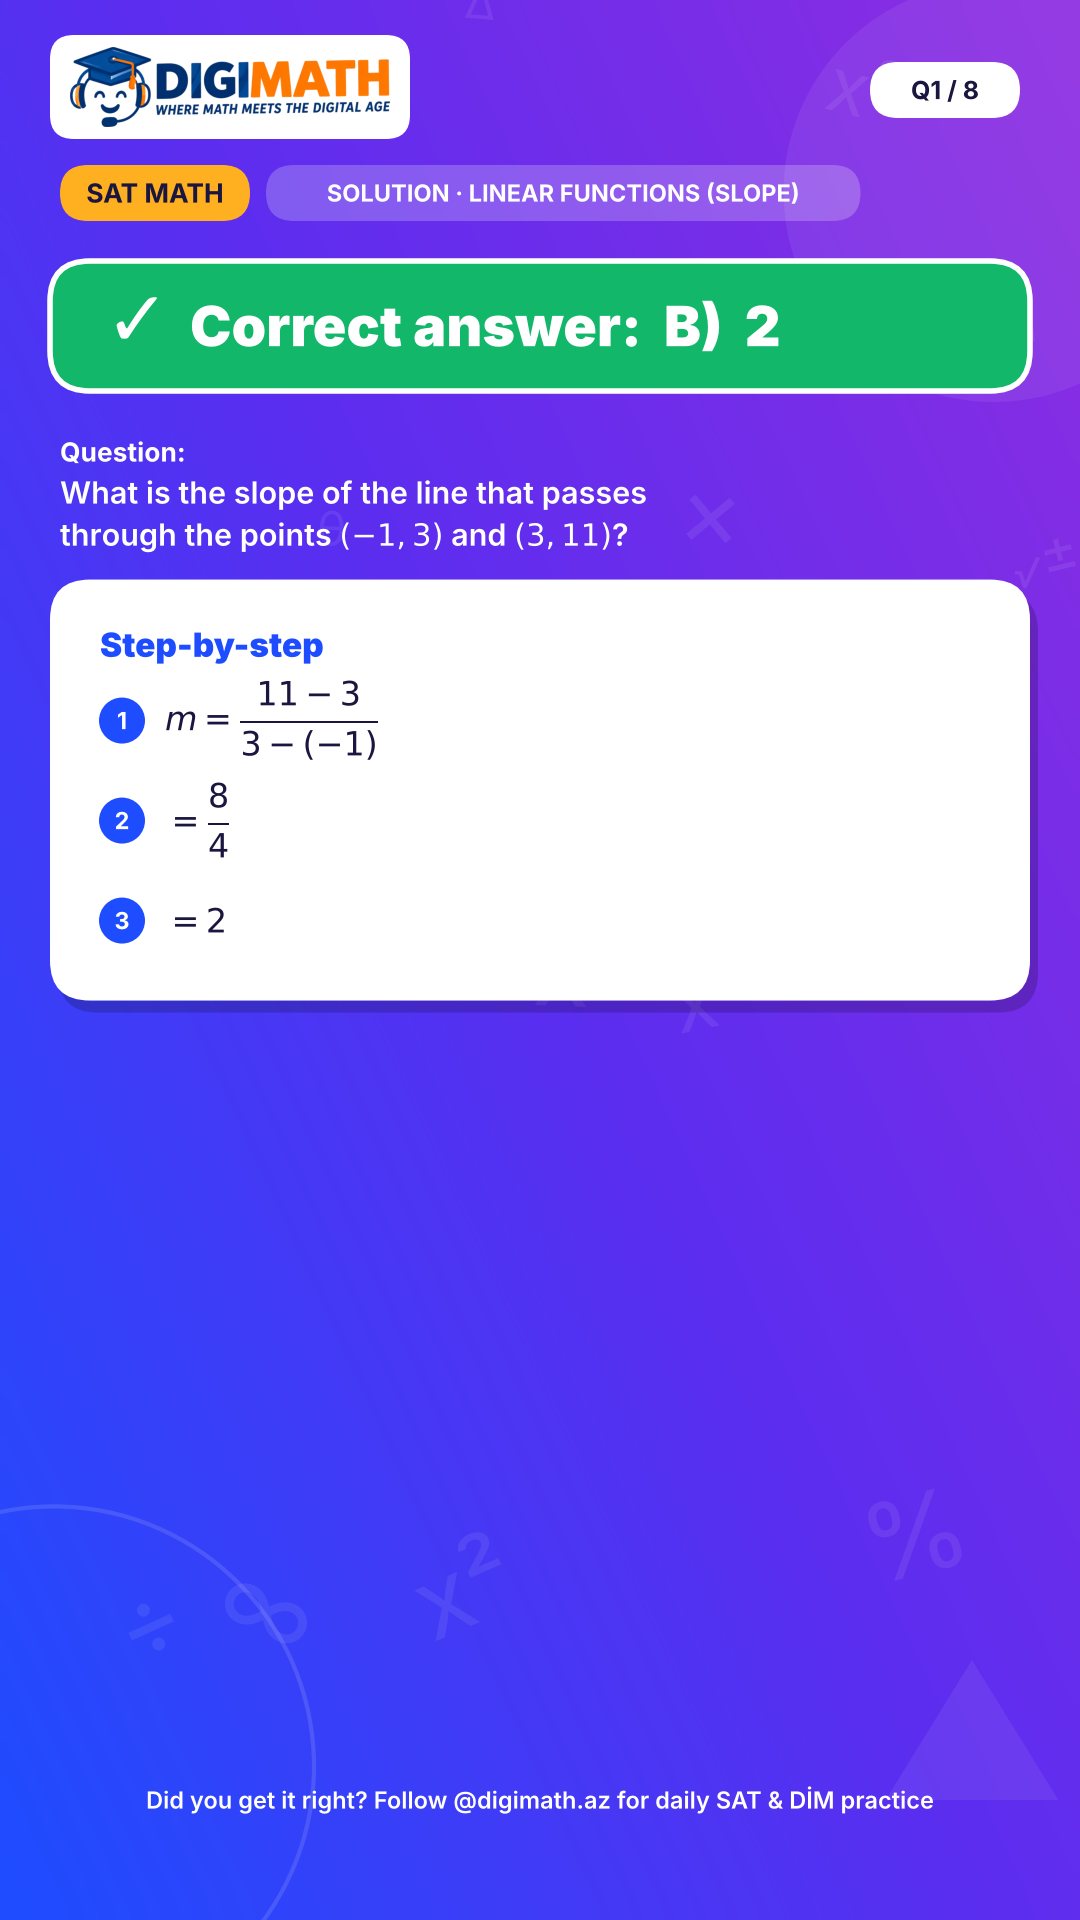 DIGIMATH
WHERE MATH MEETS THE DIGITAL AGE
Q1 / 8
SAT MATH
SOLUTION · LINEAR FUNCTIONS (SLOPE)
✓ Correct answer: B) 2
Question:
What is the slope of the line that passes
through the points (−1, 3) and (3, 11)?
Step-by-step
1 m = \frac{11 − 3}{3 − (−1)}
2 = \frac{8}{4}
3 = 2
÷ ∞ x² %
Did you get it right? Follow @digimath.az for daily SAT & DİM practice